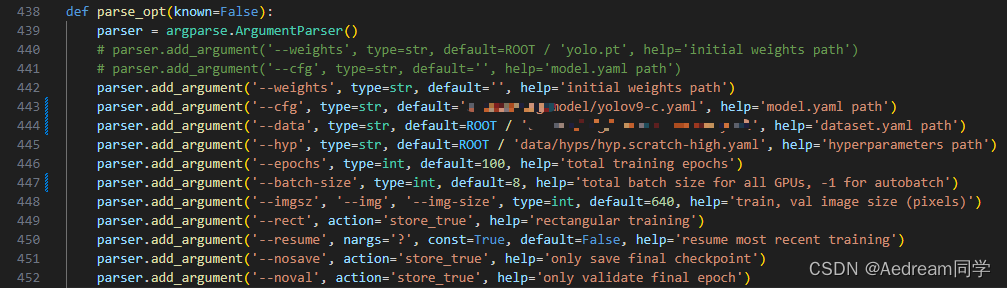 438 def parse_opt(known=False):
439 parser = argparse.ArgumentParser()
440 # parser.add_argument('--weights', type=str, default=ROOT / 'yolo.pt', help='initial weights path')
441 # parser.add_argument('--cfg', type=str, default='', help='model.yaml path')
442 parser.add_argument('--weights', type=str, default='', help='initial weights path')
443 parser.add_argument('--cfg', type=str, default=' model/yolov9-c.yaml', help='model.yaml path')
444 parser.add_argument('--data', type=str, default=ROOT / ' ', help='dataset.yaml path')
445 parser.add_argument('--hyp', type=str, default=ROOT / 'data/hyps/hyp.scratch-high.yaml', help='hyperparameters path')
446 parser.add_argument('--epochs', type=int, default=100, help='total training epochs')
447 parser.add_argument('--batch-size', type=int, default=8, help='total batch size for all GPUs, -1 for autobatch')
448 parser.add_argument('--imgsz', '--img', '--img-size', type=int, default=640, help='train, val image size (pixels)')
449 parser.add_argument('--rect', action='store_true', help='rectangular training')
450 parser.add_argument('--resume', nargs='?', const=True, default=False, help='resume most recent training')
451 parser.add_argument('--nosave', action='store_true', help='only save final checkpoint')
452 parser.add_argument('--noval', action='store_true', help='only validate final epoch')
CSDN @Aedream同学